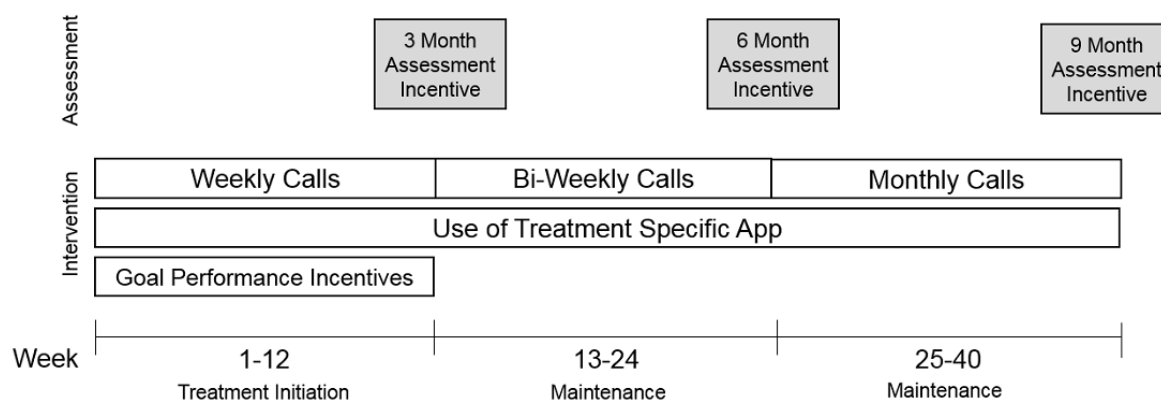 Assessment
3 Month
Assessment
Incentive
6 Month
Assessment
Incentive
9 Month
Assessment
Incentive
Intervention
Weekly Calls
Bi-Weekly Calls
Monthly Calls
Use of Treatment Specific App
Goal Performance Incentives
Week
1-12
13-24
25-40
Treatment Initiation
Maintenance
Maintenance